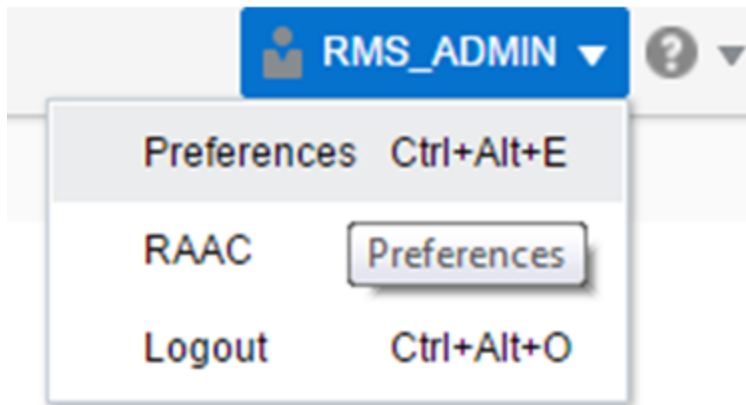 RMS_ADMIN
Preferences Ctrl+Alt+E
RAAC
Preferences
Logout Ctrl+Alt+O